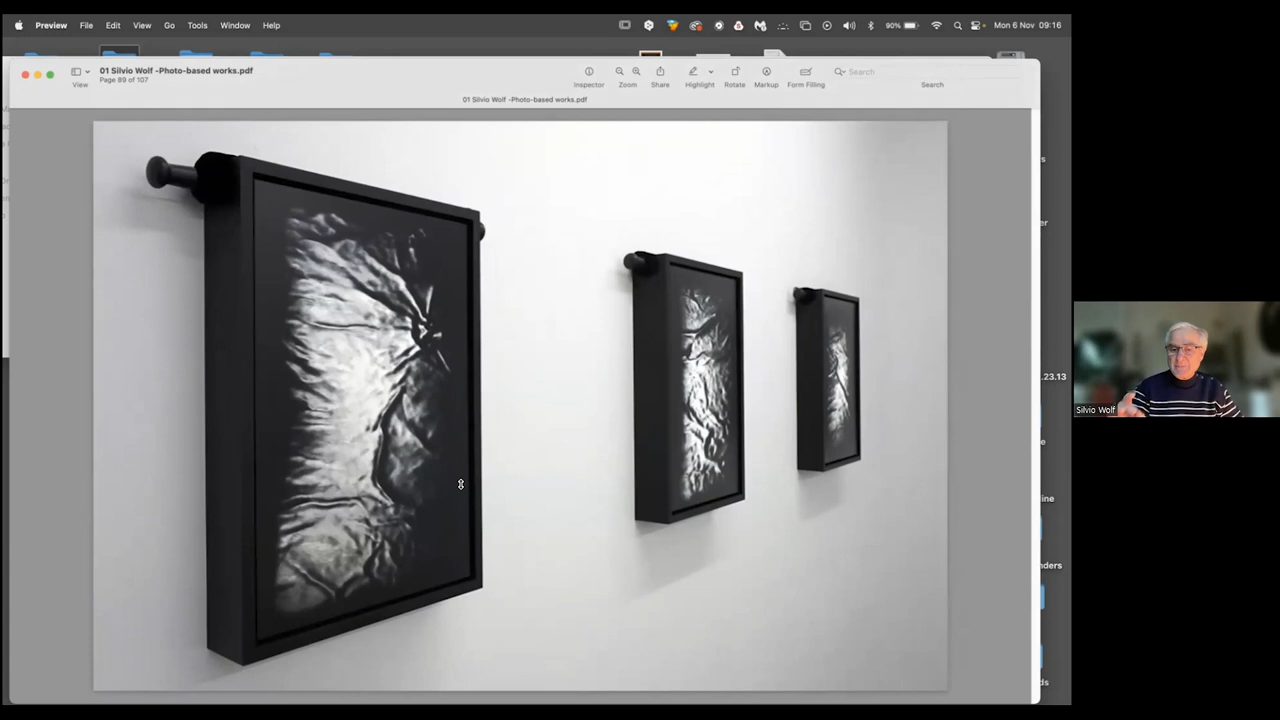 Preview File Edit View Go Tools Window Help
90% Mon 6 Nov 09:16
01 Silvio Wolf -Photo-based works.pdf
Page 89 of 107
View Inspector Zoom Share Highlight Rotate Markup Form Filling Search
Search
01 Silvio Wolf -Photo-based works.pdf
.23.13
Silvio Wolf